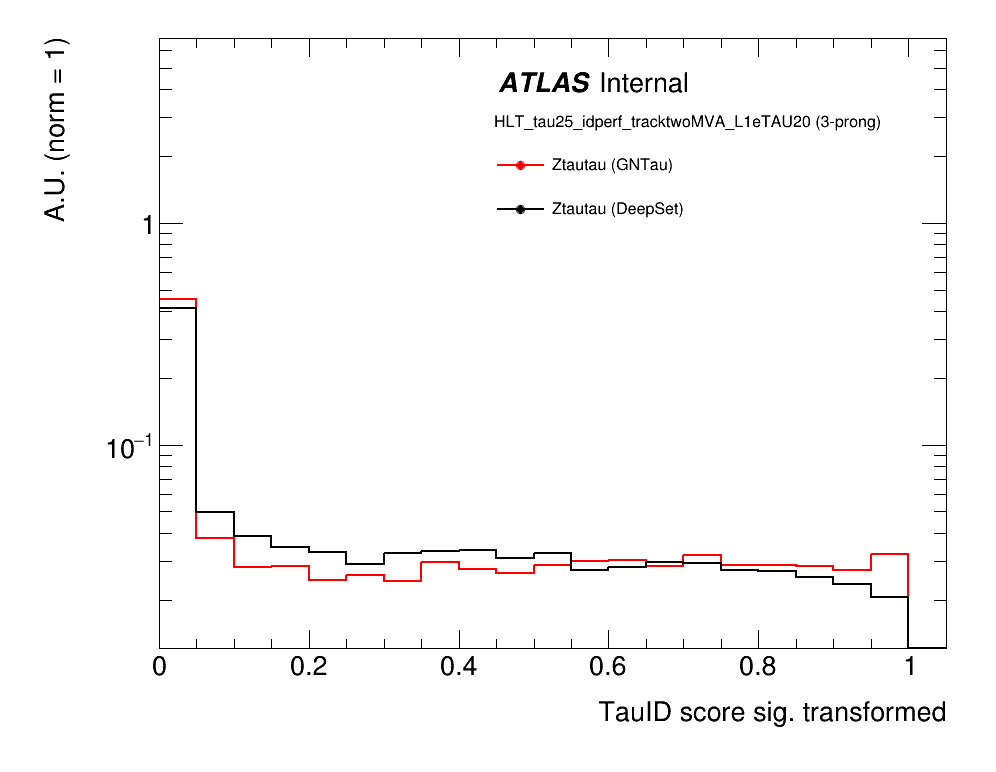 A.U. (norm = 1)
ATLAS Internal
HLT_tau25_idperf_tracktwoMVA_L1eTAU20 (3-prong)
Ztautau (GNTau)
Ztautau (DeepSet)
1
10⁻¹
0 0.2 0.4 0.6 0.8 1
TauID score sig. transformed